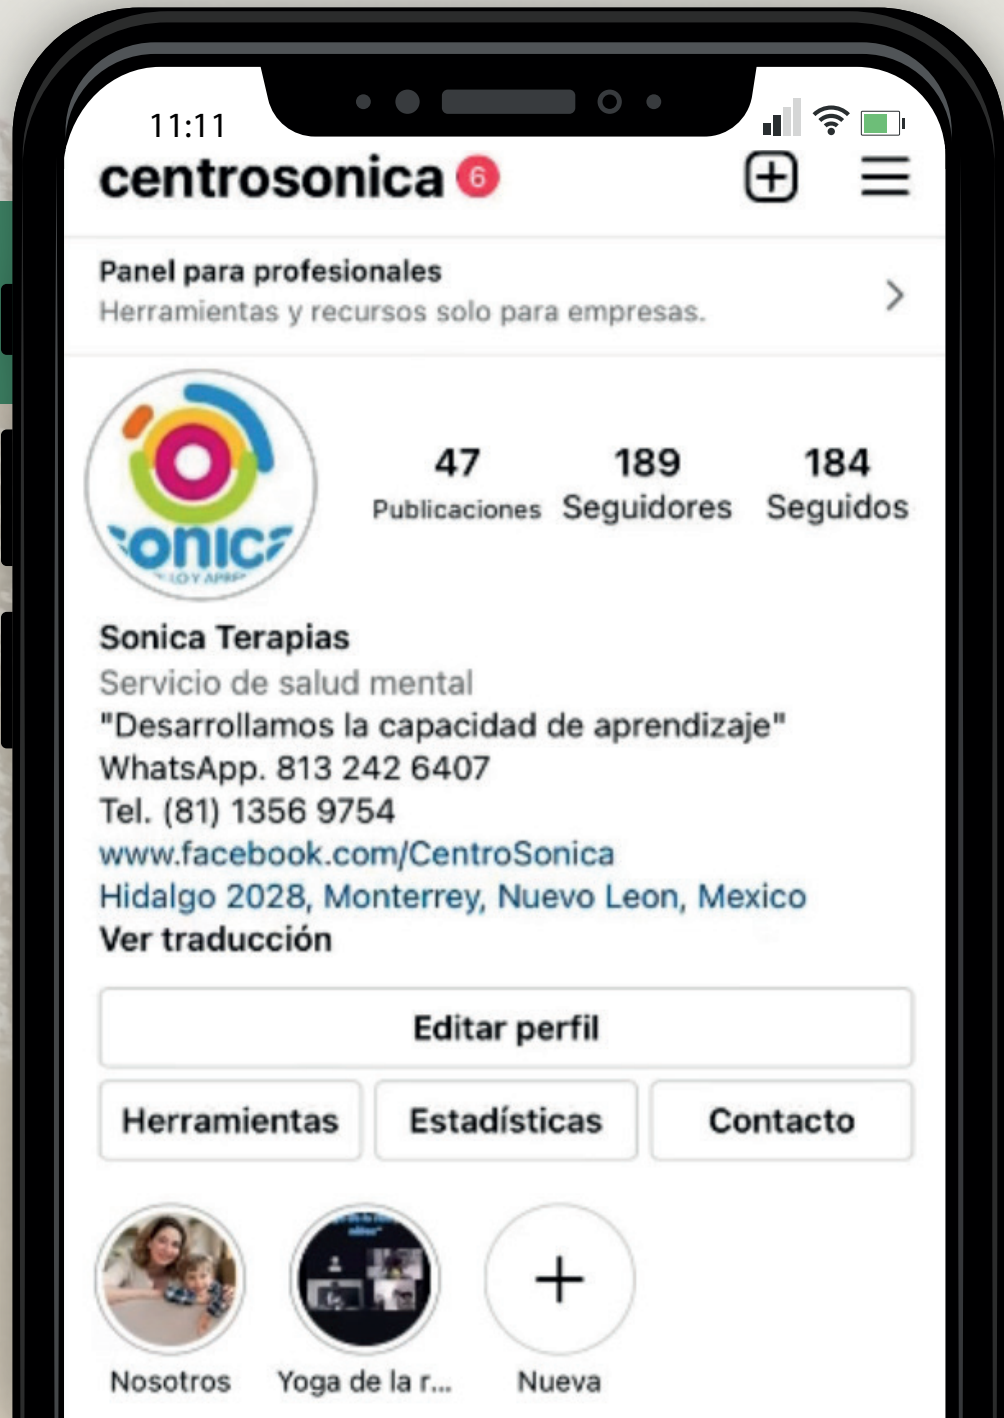 11:11
centrosonica 6
Panel para profesionales
Herramientas y recursos solo para empresas.
47
Publicaciones
189
Seguidores
184
Seguidos
Sonica Terapias
Servicio de salud mental
"Desarrollamos la capacidad de aprendizaje"
WhatsApp. 813 242 6407
Tel. (81) 1356 9754
www.facebook.com/CentroSonica
Hidalgo 2028, Monterrey, Nuevo Leon, Mexico
Ver traducción
Editar perfil
Herramientas
Estadísticas
Contacto
Nosotros
Yoga de la r...
Nueva